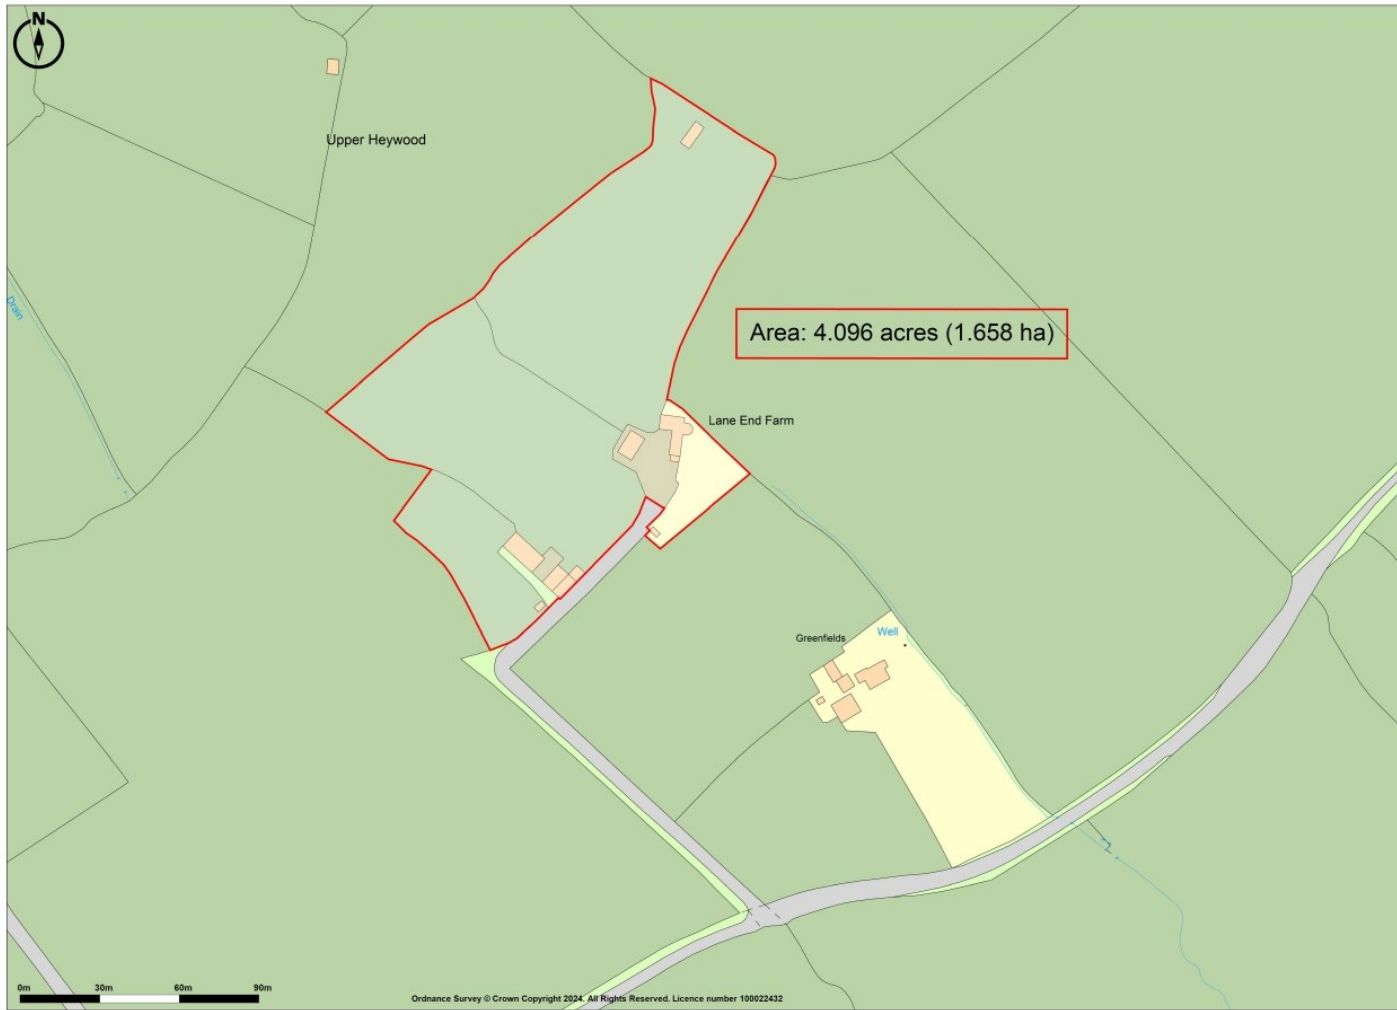 N
Upper Heywood
Drain
Area: 4.096 acres (1.658 ha)
Lane End Farm
Greenfields
Well
0m 30m 60m 90m
Ordnance Survey © Crown Copyright 2024. All Rights Reserved. Licence number 100022432